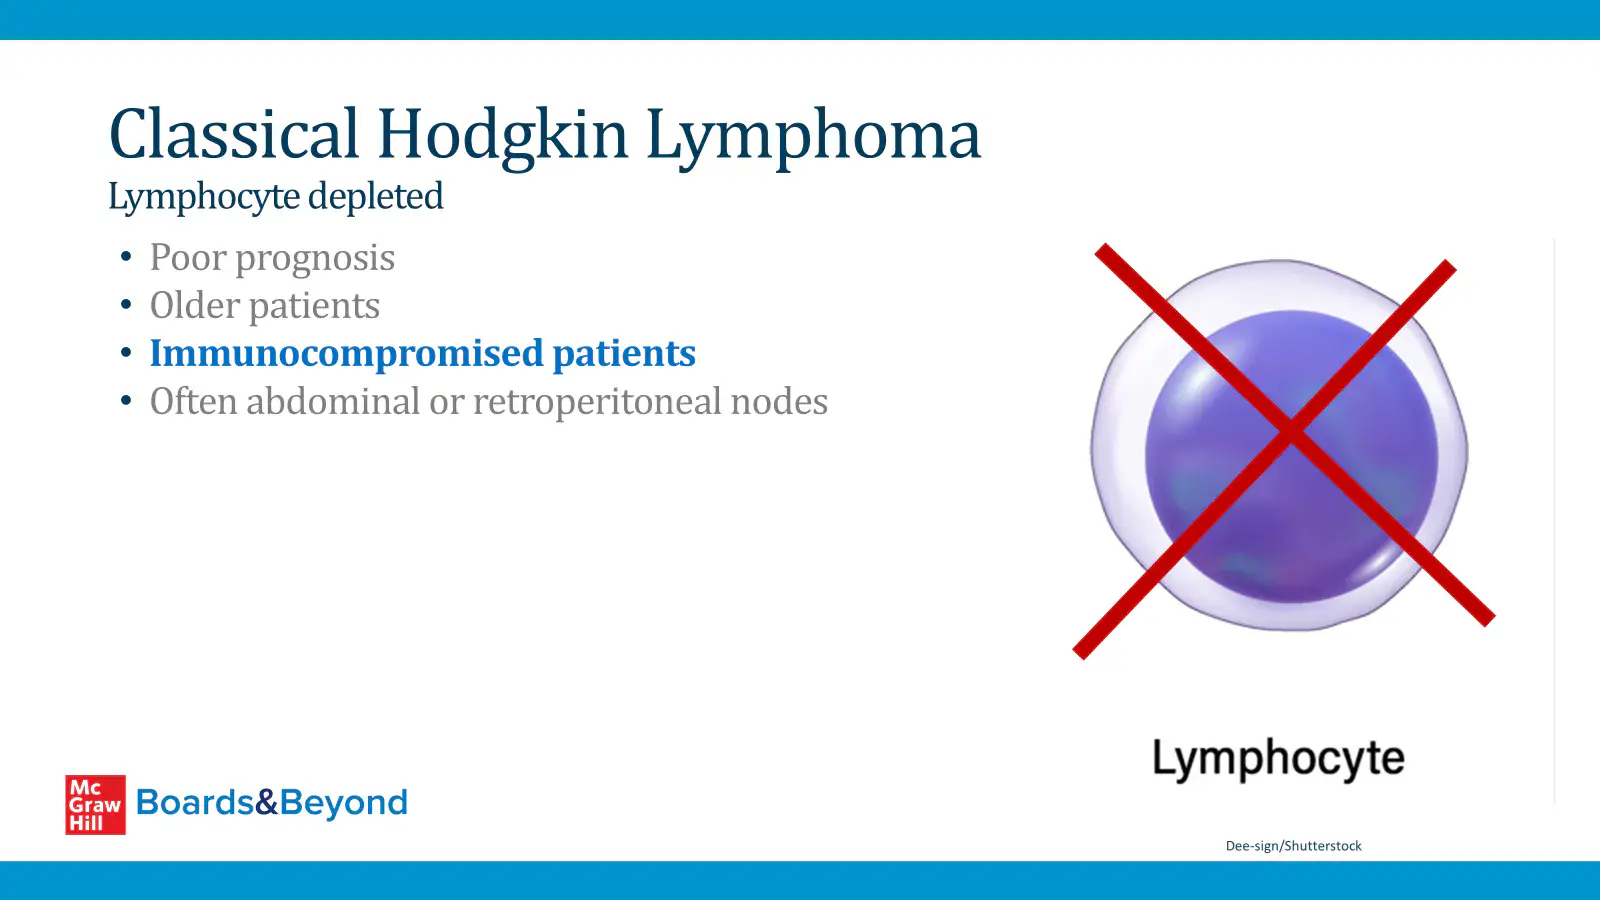 Classical Hodgkin Lymphoma
Lymphocyte depleted
• Poor prognosis
• Older patients
• Immunocompromised patients
• Often abdominal or retroperitoneal nodes
Lymphocyte
Mc
Graw
Hill
Boards&Beyond
Dee-sign/Shutterstock